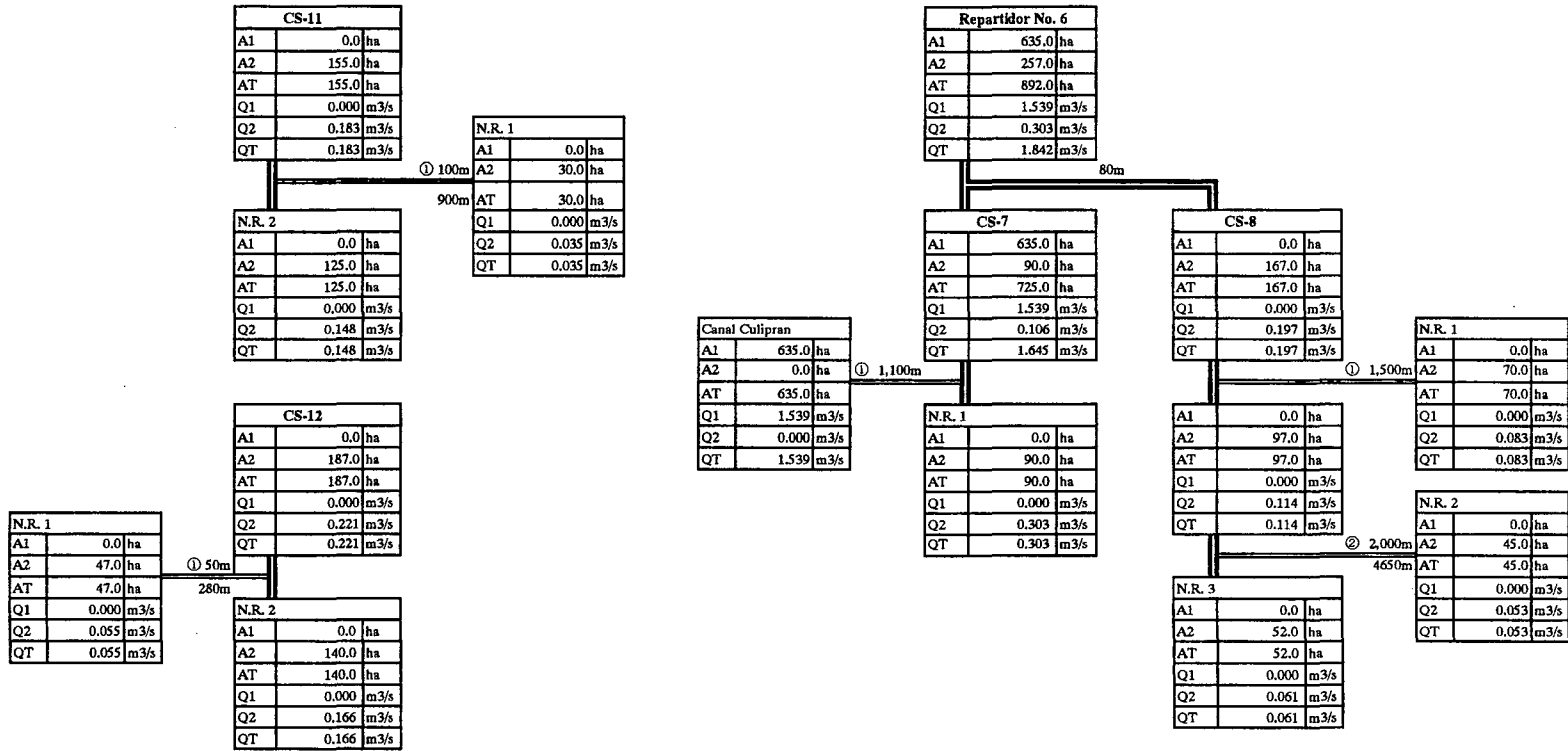 CS-11
A1 0.0 ha
A2 155.0 ha
AT 155.0 ha
Q1 0.000 m3/s
Q2 0.183 m3/s
QT 0.183 m3/s
① 100m
900m
N.R. 1
A1 0.0 ha
A2 30.0 ha
AT 30.0 ha
Q1 0.000 m3/s
Q2 0.035 m3/s
QT 0.035 m3/s
N.R. 2
A1 0.0 ha
A2 125.0 ha
AT 125.0 ha
Q1 0.000 m3/s
Q2 0.148 m3/s
QT 0.148 m3/s
CS-12
A1 0.0 ha
A2 187.0 ha
AT 187.0 ha
Q1 0.000 m3/s
Q2 0.221 m3/s
QT 0.221 m3/s
N.R. 1
A1 0.0 ha
A2 47.0 ha
AT 47.0 ha
Q1 0.000 m3/s
Q2 0.055 m3/s
QT 0.055 m3/s
① 50m
280m
N.R. 2
A1 0.0 ha
A2 140.0 ha
AT 140.0 ha
Q1 0.000 m3/s
Q2 0.166 m3/s
QT 0.166 m3/s
Repartidor No. 6
A1 635.0 ha
A2 257.0 ha
AT 892.0 ha
Q1 1.539 m3/s
Q2 0.303 m3/s
QT 1.842 m3/s
80m
CS-7
A1 635.0 ha
A2 90.0 ha
AT 725.0 ha
Q1 1.539 m3/s
Q2 0.106 m3/s
QT 1.645 m3/s
Canal Culipran
A1 635.0 ha
A2 0.0 ha
AT 635.0 ha
Q1 1.539 m3/s
Q2 0.000 m3/s
QT 1.539 m3/s
① 1,100m
N.R. 1
A1 0.0 ha
A2 90.0 ha
AT 90.0 ha
Q1 0.000 m3/s
Q2 0.303 m3/s
QT 0.303 m3/s
CS-8
A1 0.0 ha
A2 167.0 ha
AT 167.0 ha
Q1 0.000 m3/s
Q2 0.197 m3/s
QT 0.197 m3/s
① 1,500m
N.R. 1
A1 0.0 ha
A2 70.0 ha
AT 70.0 ha
Q1 0.000 m3/s
Q2 0.083 m3/s
QT 0.083 m3/s
A1 0.0 ha
A2 97.0 ha
AT 97.0 ha
Q1 0.000 m3/s
Q2 0.114 m3/s
QT 0.114 m3/s
② 2,000m
4650m
N.R. 2
A1 0.0 ha
A2 45.0 ha
AT 45.0 ha
Q1 0.000 m3/s
Q2 0.053 m3/s
QT 0.053 m3/s
N.R. 3
A1 0.0 ha
A2 52.0 ha
AT 52.0 ha
Q1 0.000 m3/s
Q2 0.061 m3/s
QT 0.061 m3/s